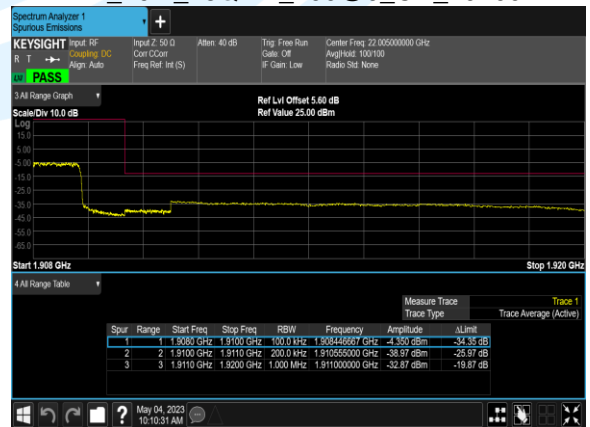 Spectrum Analyzer 1
Spurious Emissions
+
KEYSIGHT Input: RF Input Z: 50 Ω Atten: 40 dB Trig: Free Run Center Freq: 22.005000000 GHz
R T Coupling: DC Corr CCorr Gate: Off Avg|Hold: 100/100
Align: Auto Freq Ref: Int (S) IF Gain: Low Radio Std: None
PASS
3 All Range Graph Ref Lvl Offset 5.60 dB
Scale/Div 10.0 dB Ref Value 25.00 dBm
Log
15.0
5.00
-5.00
-15.0
-25.0
-35.0
-45.0
-55.0
-65.0
Start 1.908 GHz Stop 1.920 GHz
4 All Range Table
Measure Trace Trace 1
Trace Type Trace Average (Active)
Spur Range Start Freq Stop Freq RBW Frequency Amplitude ΔLimit
1 1 1.9080 GHz 1.9100 GHz 100.0 kHz 1.908446667 GHz -4.350 dBm -34.35 dB
2 2 1.9100 GHz 1.9110 GHz 200.0 kHz 1.910555000 GHz -38.97 dBm -25.97 dB
3 3 1.9110 GHz 1.9200 GHz 1.000 MHz 1.911000000 GHz -32.87 dBm -19.87 dB
? May 04, 2023
10:10:31 AM